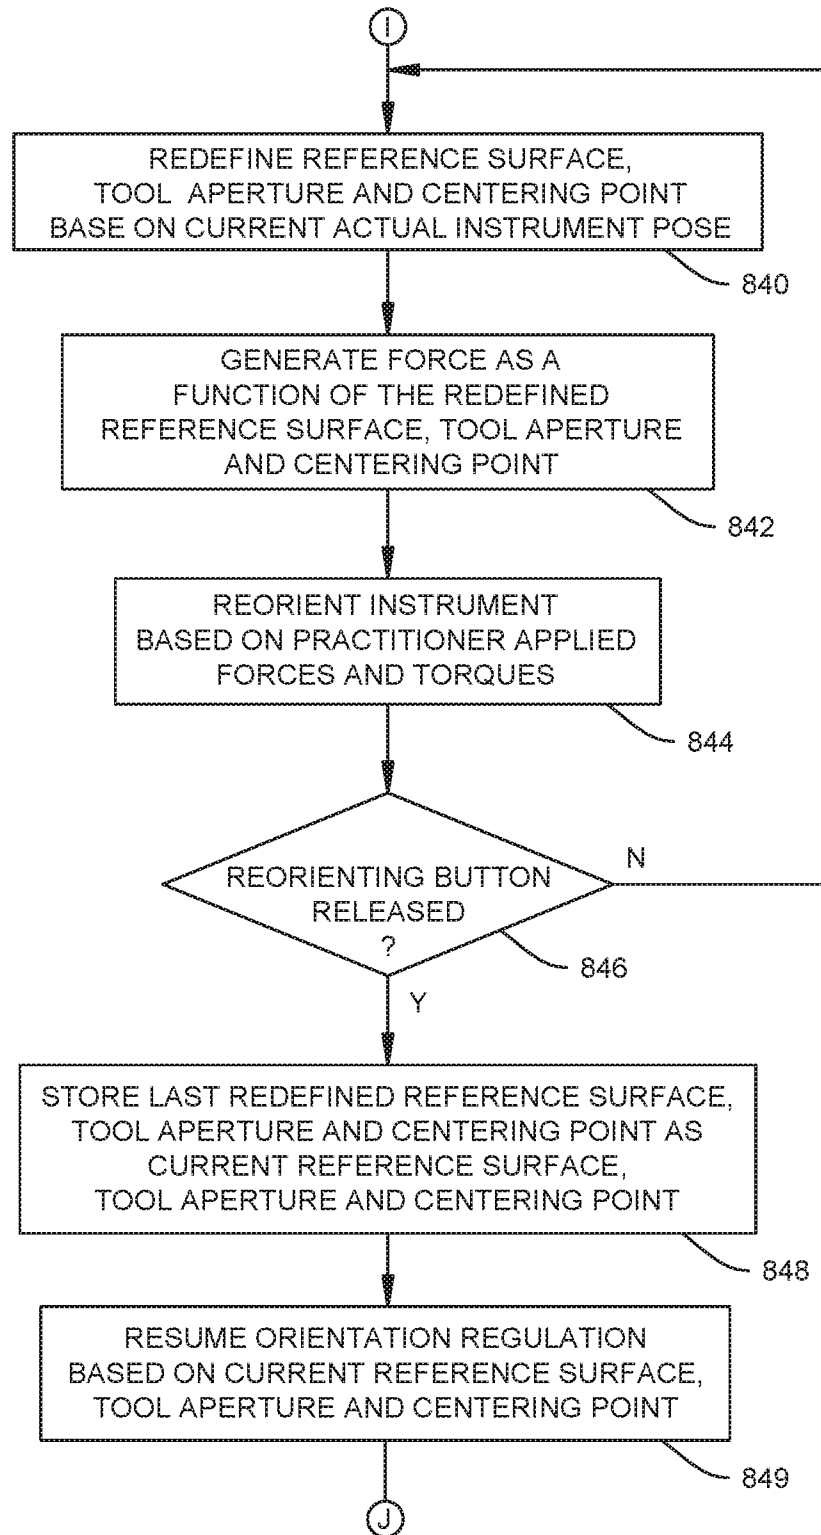 I
REDEFINE REFERENCE SURFACE,
TOOL APERTURE AND CENTERING POINT
BASE ON CURRENT ACTUAL INSTRUMENT POSE
840
GENERATE FORCE AS A
FUNCTION OF THE REDEFINED
REFERENCE SURFACE, TOOL APERTURE
AND CENTERING POINT
842
REORIENT INSTRUMENT
BASED ON PRACTITIONER APPLIED
FORCES AND TORQUES
844
REORIENTING BUTTON
RELEASED
?
N
846
Y
STORE LAST REDEFINED REFERENCE SURFACE,
TOOL APERTURE AND CENTERING POINT AS
CURRENT REFERENCE SURFACE,
TOOL APERTURE AND CENTERING POINT
848
RESUME ORIENTATION REGULATION
BASED ON CURRENT REFERENCE SURFACE,
TOOL APERTURE AND CENTERING POINT
849
J